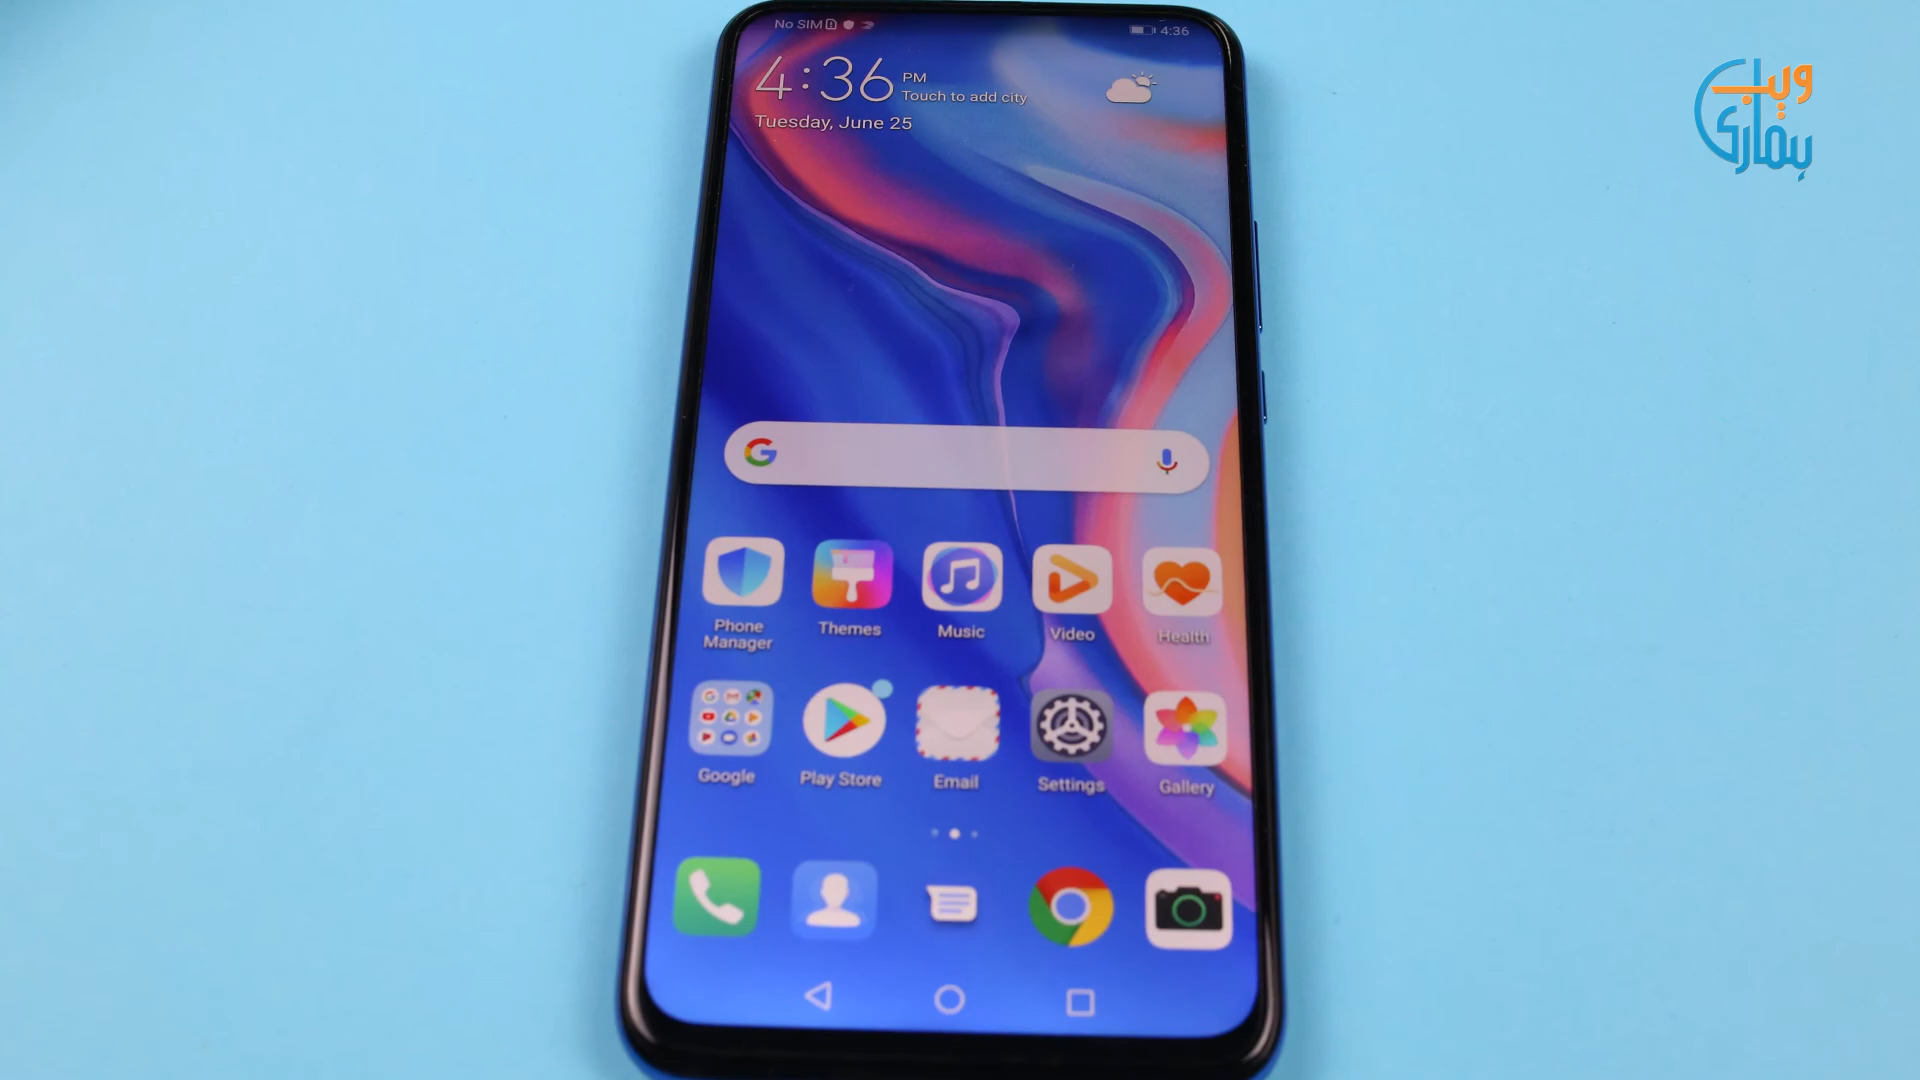 No SIM
4:36
4:36 PM
Touch to add city
Tuesday, June 25
ویب
ہماری
Phone Manager
Themes
Music
Video
Health
Google
Play Store
Email
Settings
Gallery